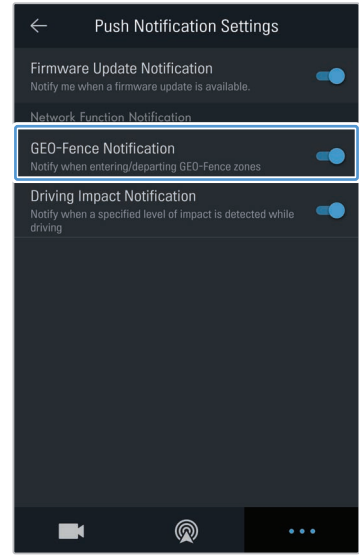 Push Notification Settings
Firmware Update Notification
Notify me when a firmware update is available.
Network Function Notification
GEO-Fence Notification
Notify when entering/departing GEO-Fence zones
Driving Impact Notification
Notify when a specified level of impact is detected while
driving